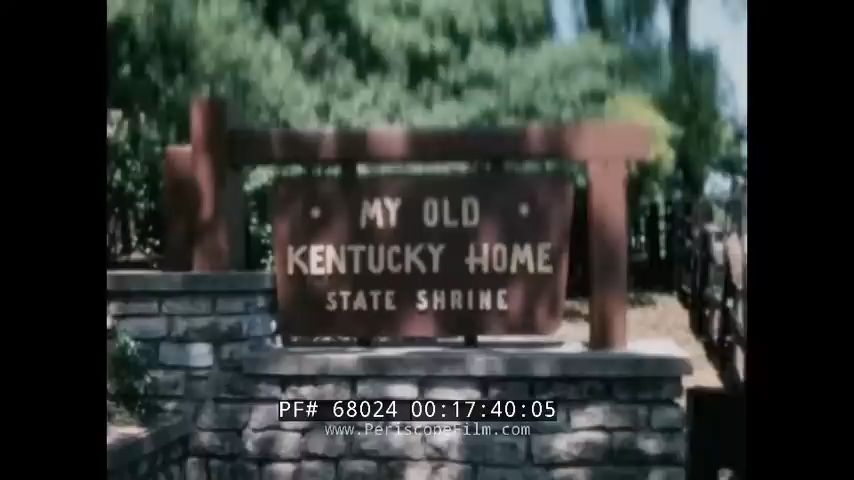 • MY OLD •
KENTUCKY HOME
STATE SHRINE
PF# 68024 00:17:40:05
www.PeriscopeFilm.com